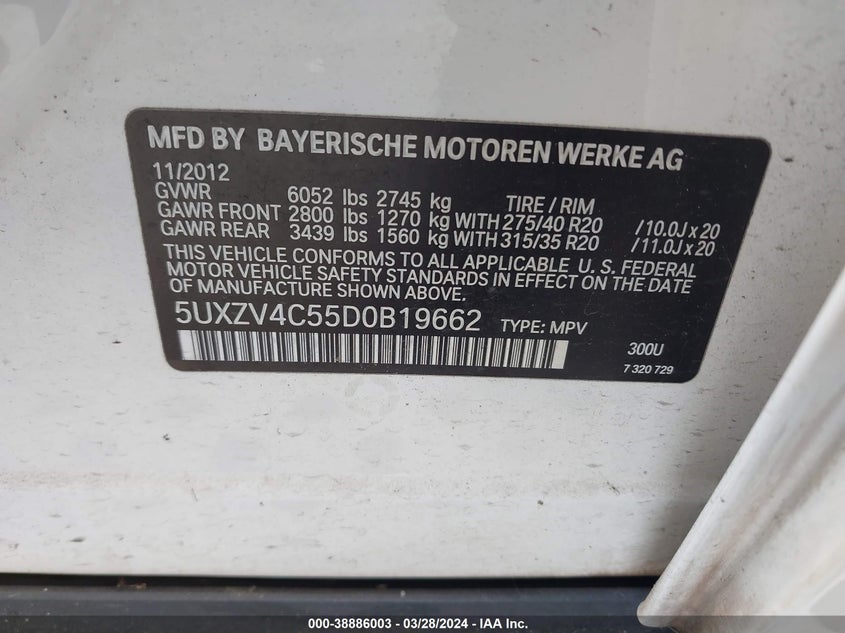 MFD BY BAYERISCHE MOTOREN WERKE AG
11/2012
GVWR 6052 lbs 2745 kg TIRE / RIM
GAWR FRONT 2800 lbs 1270 kg WITH 275/40 R20 /10.0J x 20
GAWR REAR 3439 lbs 1560 kg WITH 315/35 R20 /11.0J x 20
THIS VEHICLE CONFORMS TO ALL APPLICABLE U. S. FEDERAL
MOTOR VEHICLE SAFETY STANDARDS IN EFFECT ON THE DATE
OF MANUFACTURE SHOWN ABOVE.
5UXZV4C55D0B19662 TYPE: MPV
300U
7 320 729
000-38886003 - 03/28/2024 - IAA Inc.